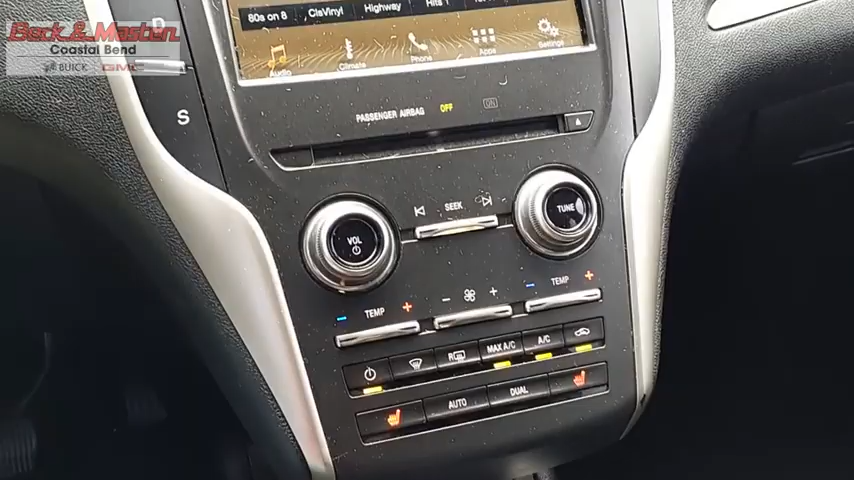 Beck & Masten
Coastal Bend
BUICK GMC
D
S
80s on 8 ClsVinyl Highway Hits 1
Audio Climate Phone Apps Settings
PASSENGER AIRBAG OFF ON
SEEK
VOL
TUNE
TEMP + - + - TEMP +
R MAX A/C A/C
AUTO DUAL